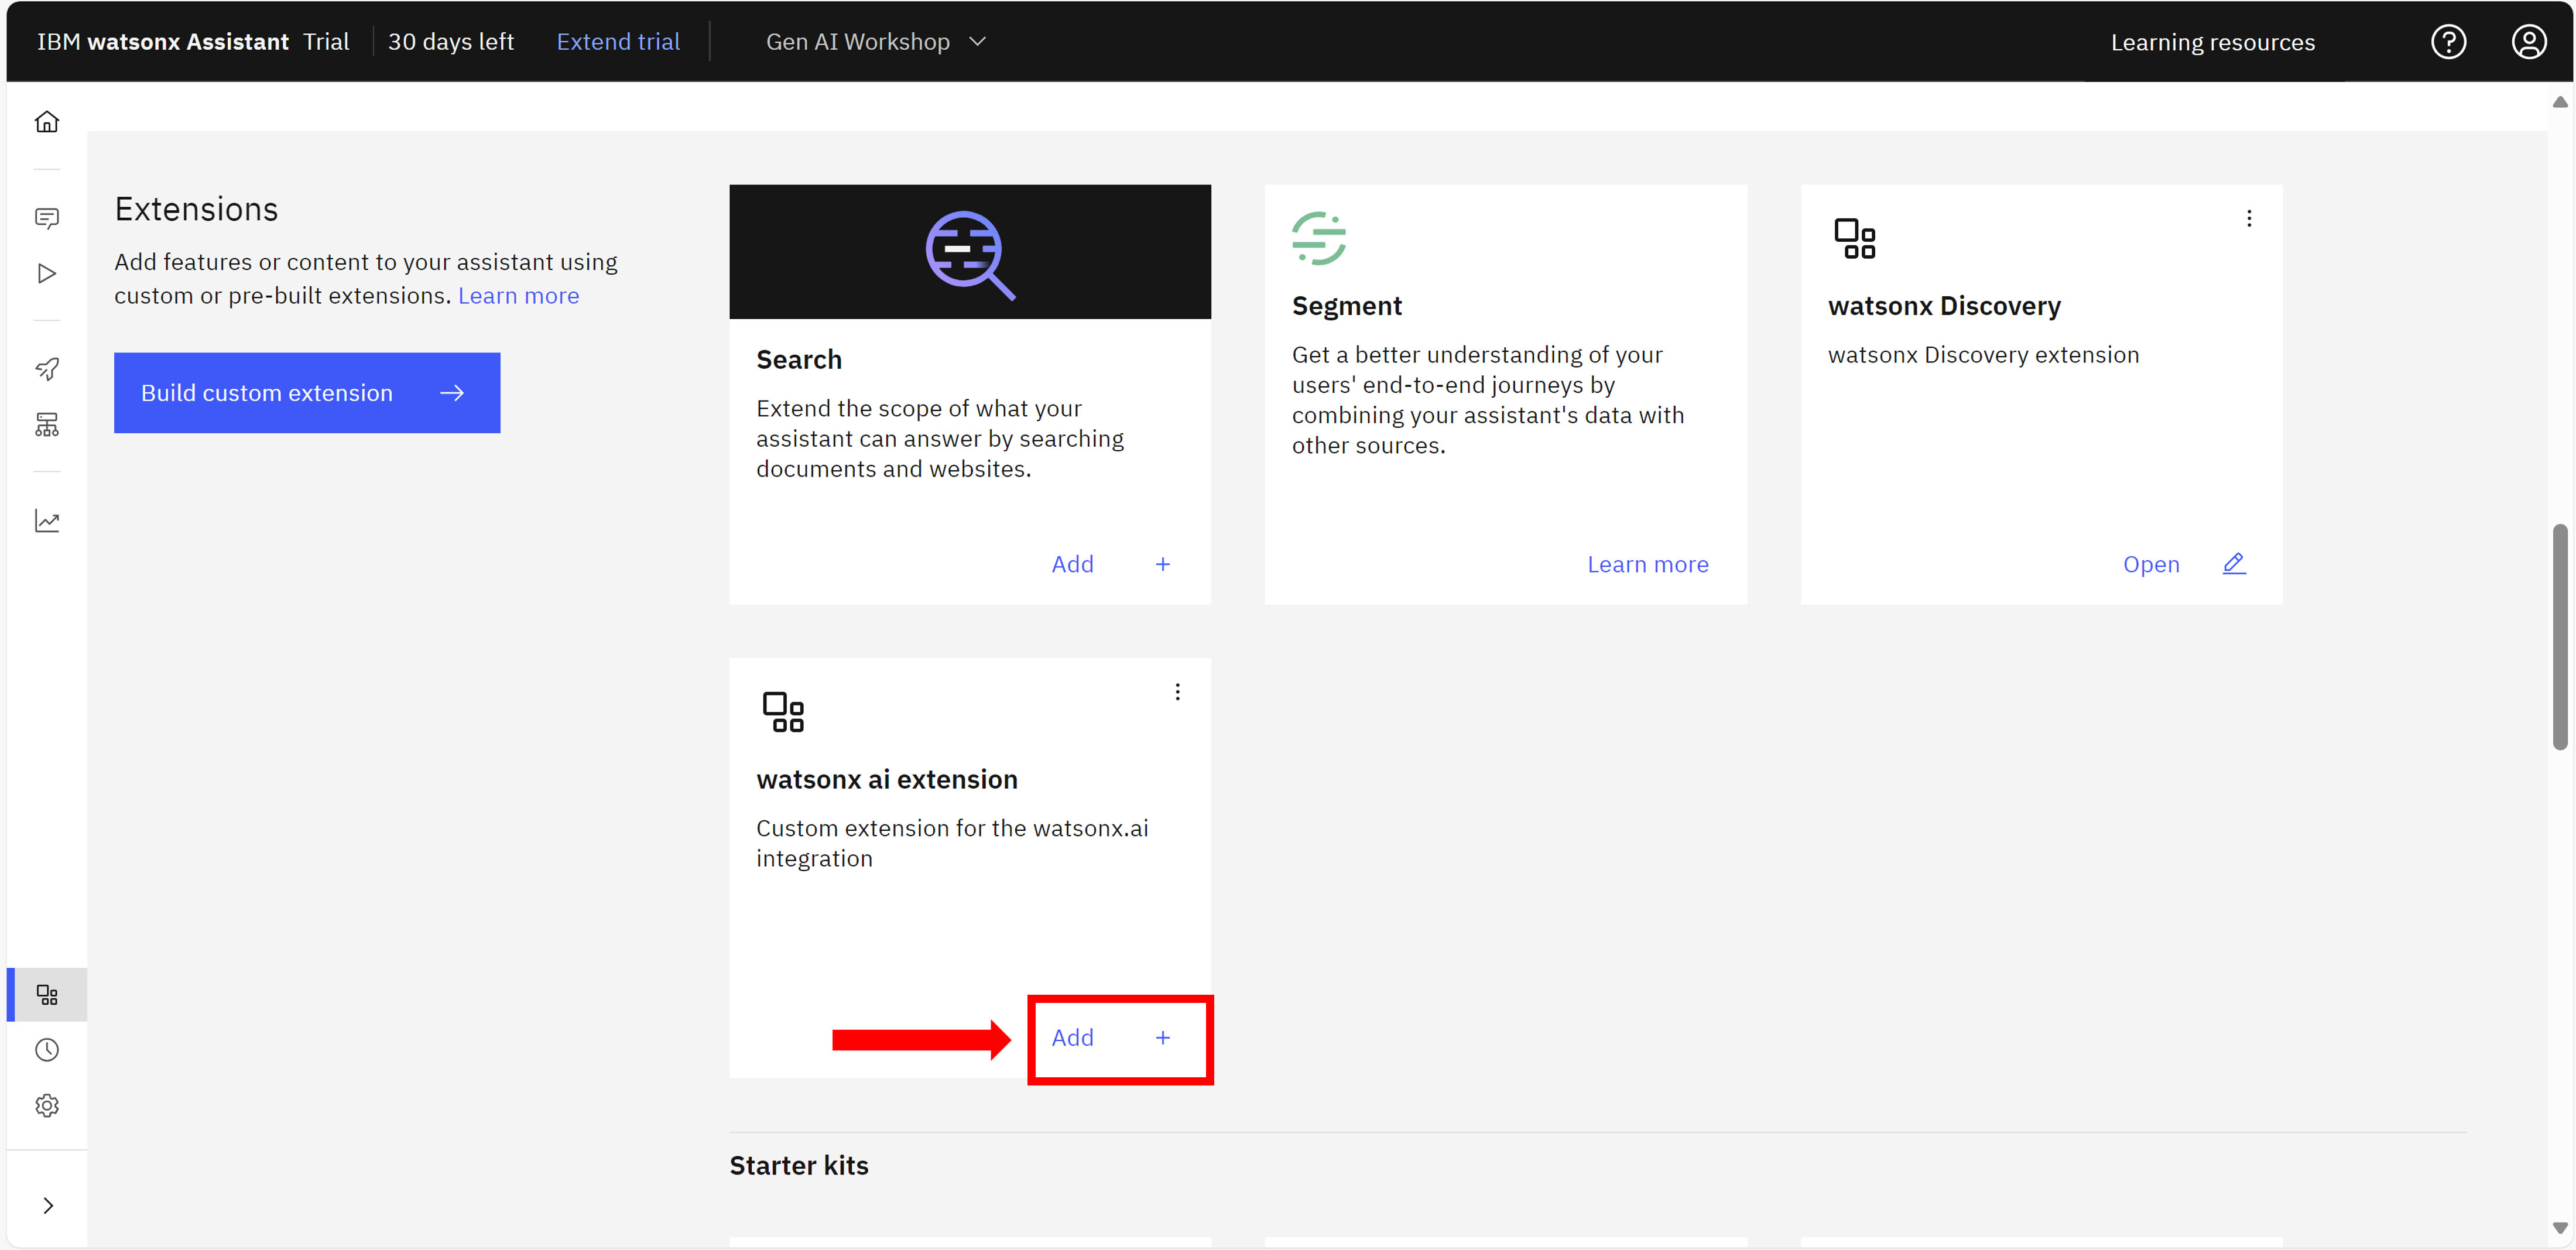 IBM watsonx Assistant Trial 30 days left Extend trial Gen AI Workshop Learning resources
Extensions
Add features or content to your assistant using
custom or pre-built extensions. Learn more
Build custom extension
Search
Extend the scope of what your
assistant can answer by searching
documents and websites.
Add +
Segment
Get a better understanding of your
users' end-to-end journeys by
combining your assistant's data with
other sources.
Learn more
watsonx Discovery
watsonx Discovery extension
Open
watsonx ai extension
Custom extension for the watsonx.ai
integration
Add +
Starter kits